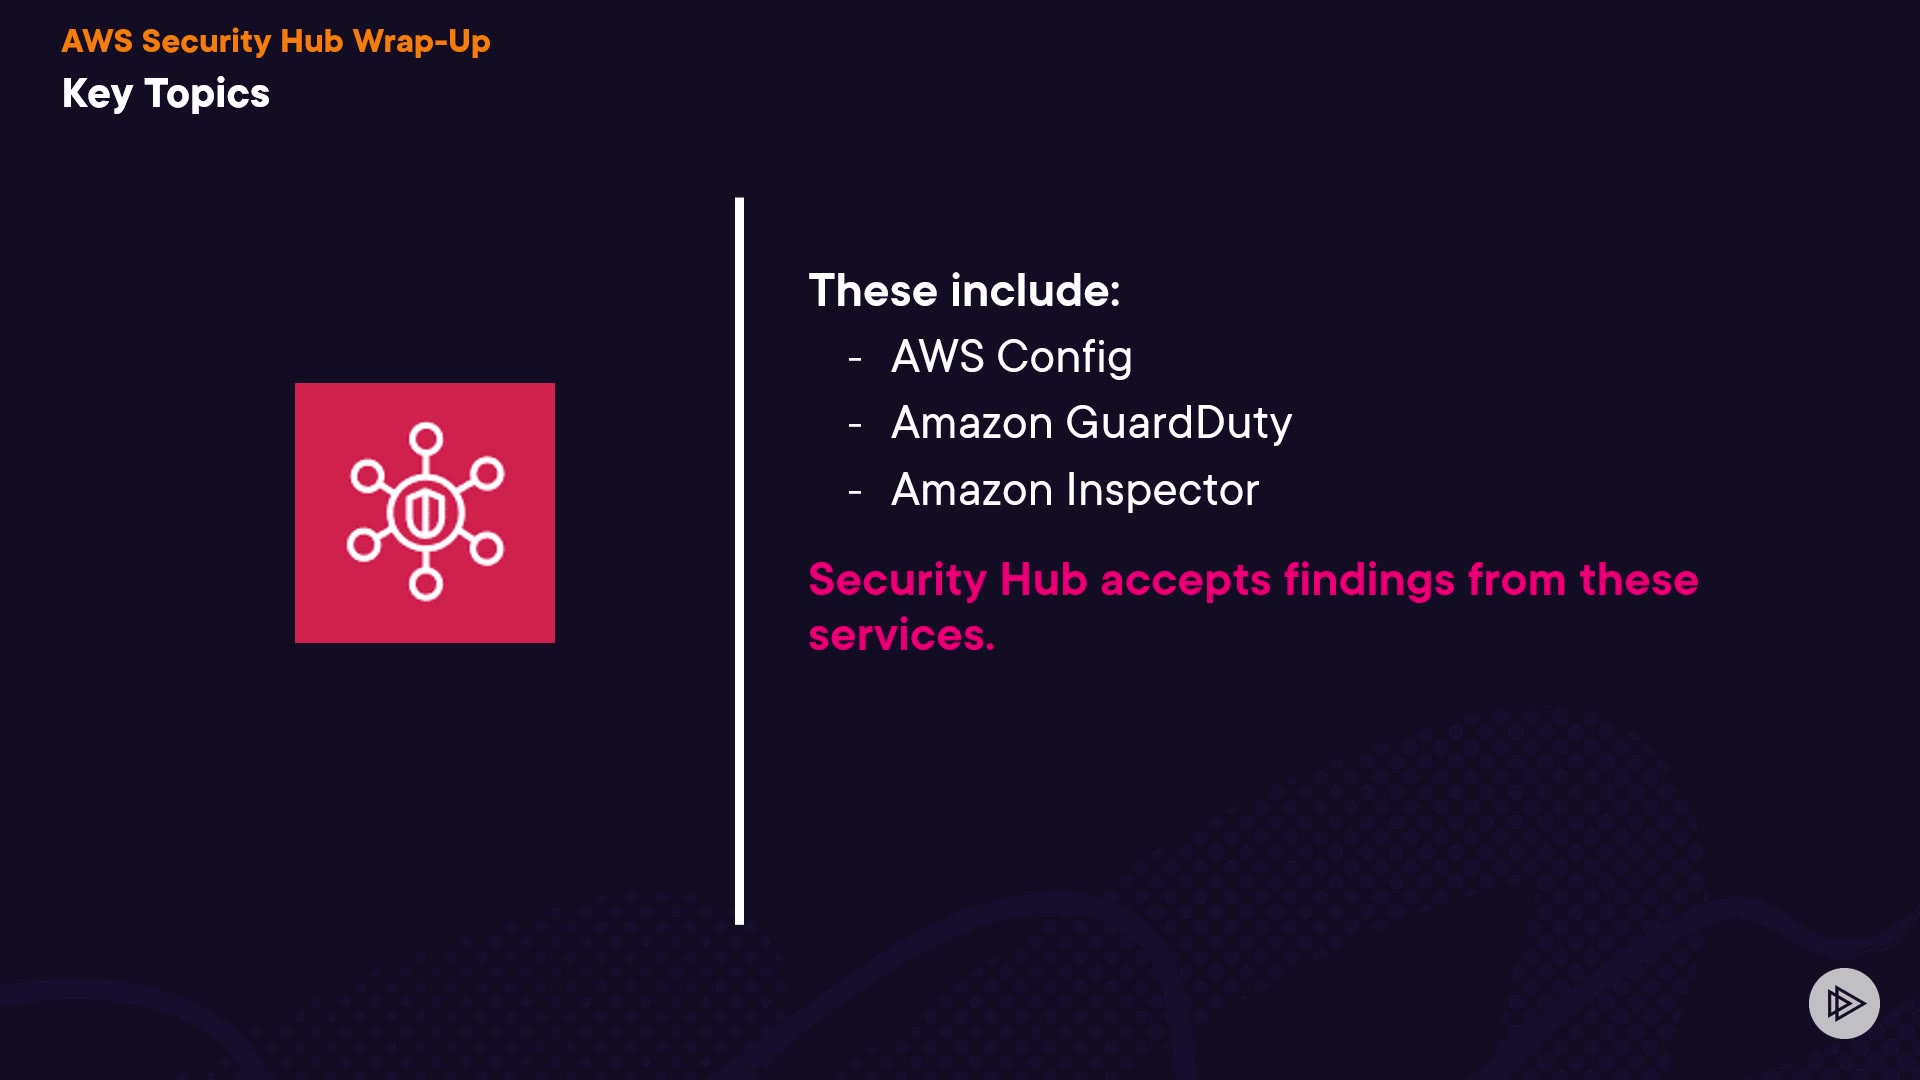 AWS Security Hub Wrap-Up
Key Topics
These include:
- AWS Config
- Amazon GuardDuty
- Amazon Inspector
Security Hub accepts findings from these
services.